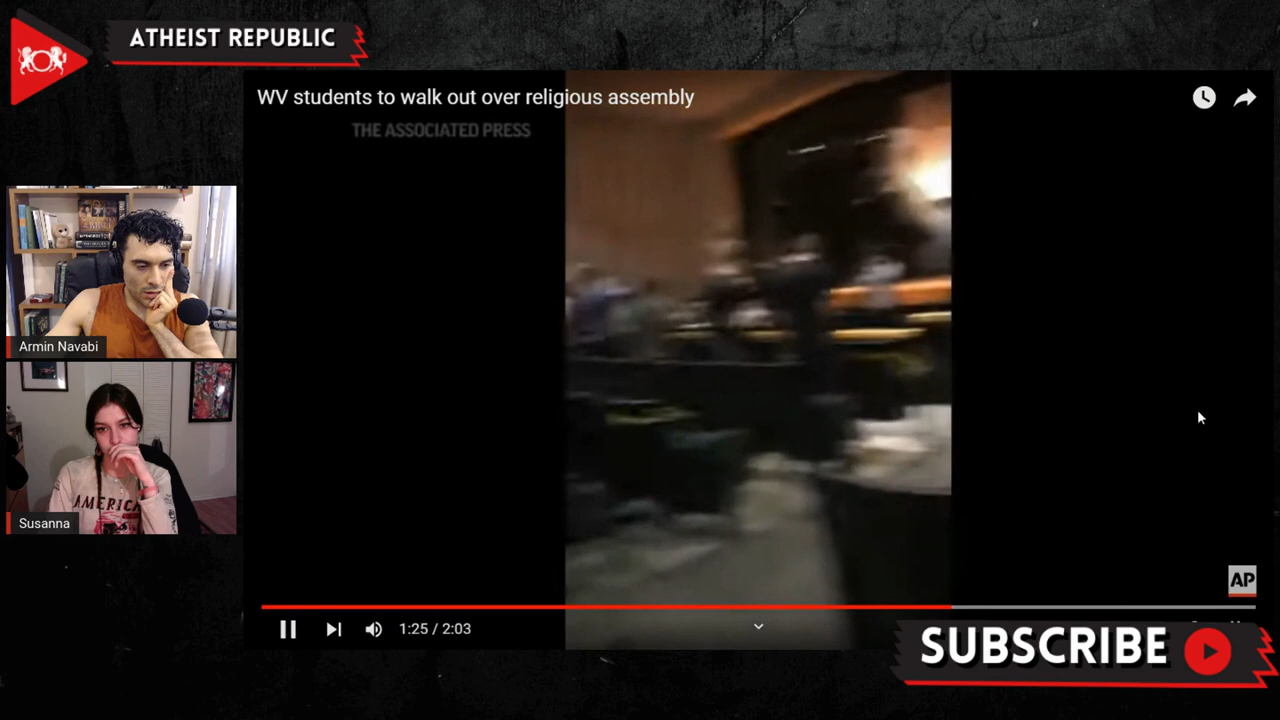 ATHEIST REPUBLIC
WV students to walk out over religious assembly
THE ASSOCIATED PRESS
Armin Navabi
AMERICA
Susanna
AP
1:25 / 2:03
SUBSCRIBE